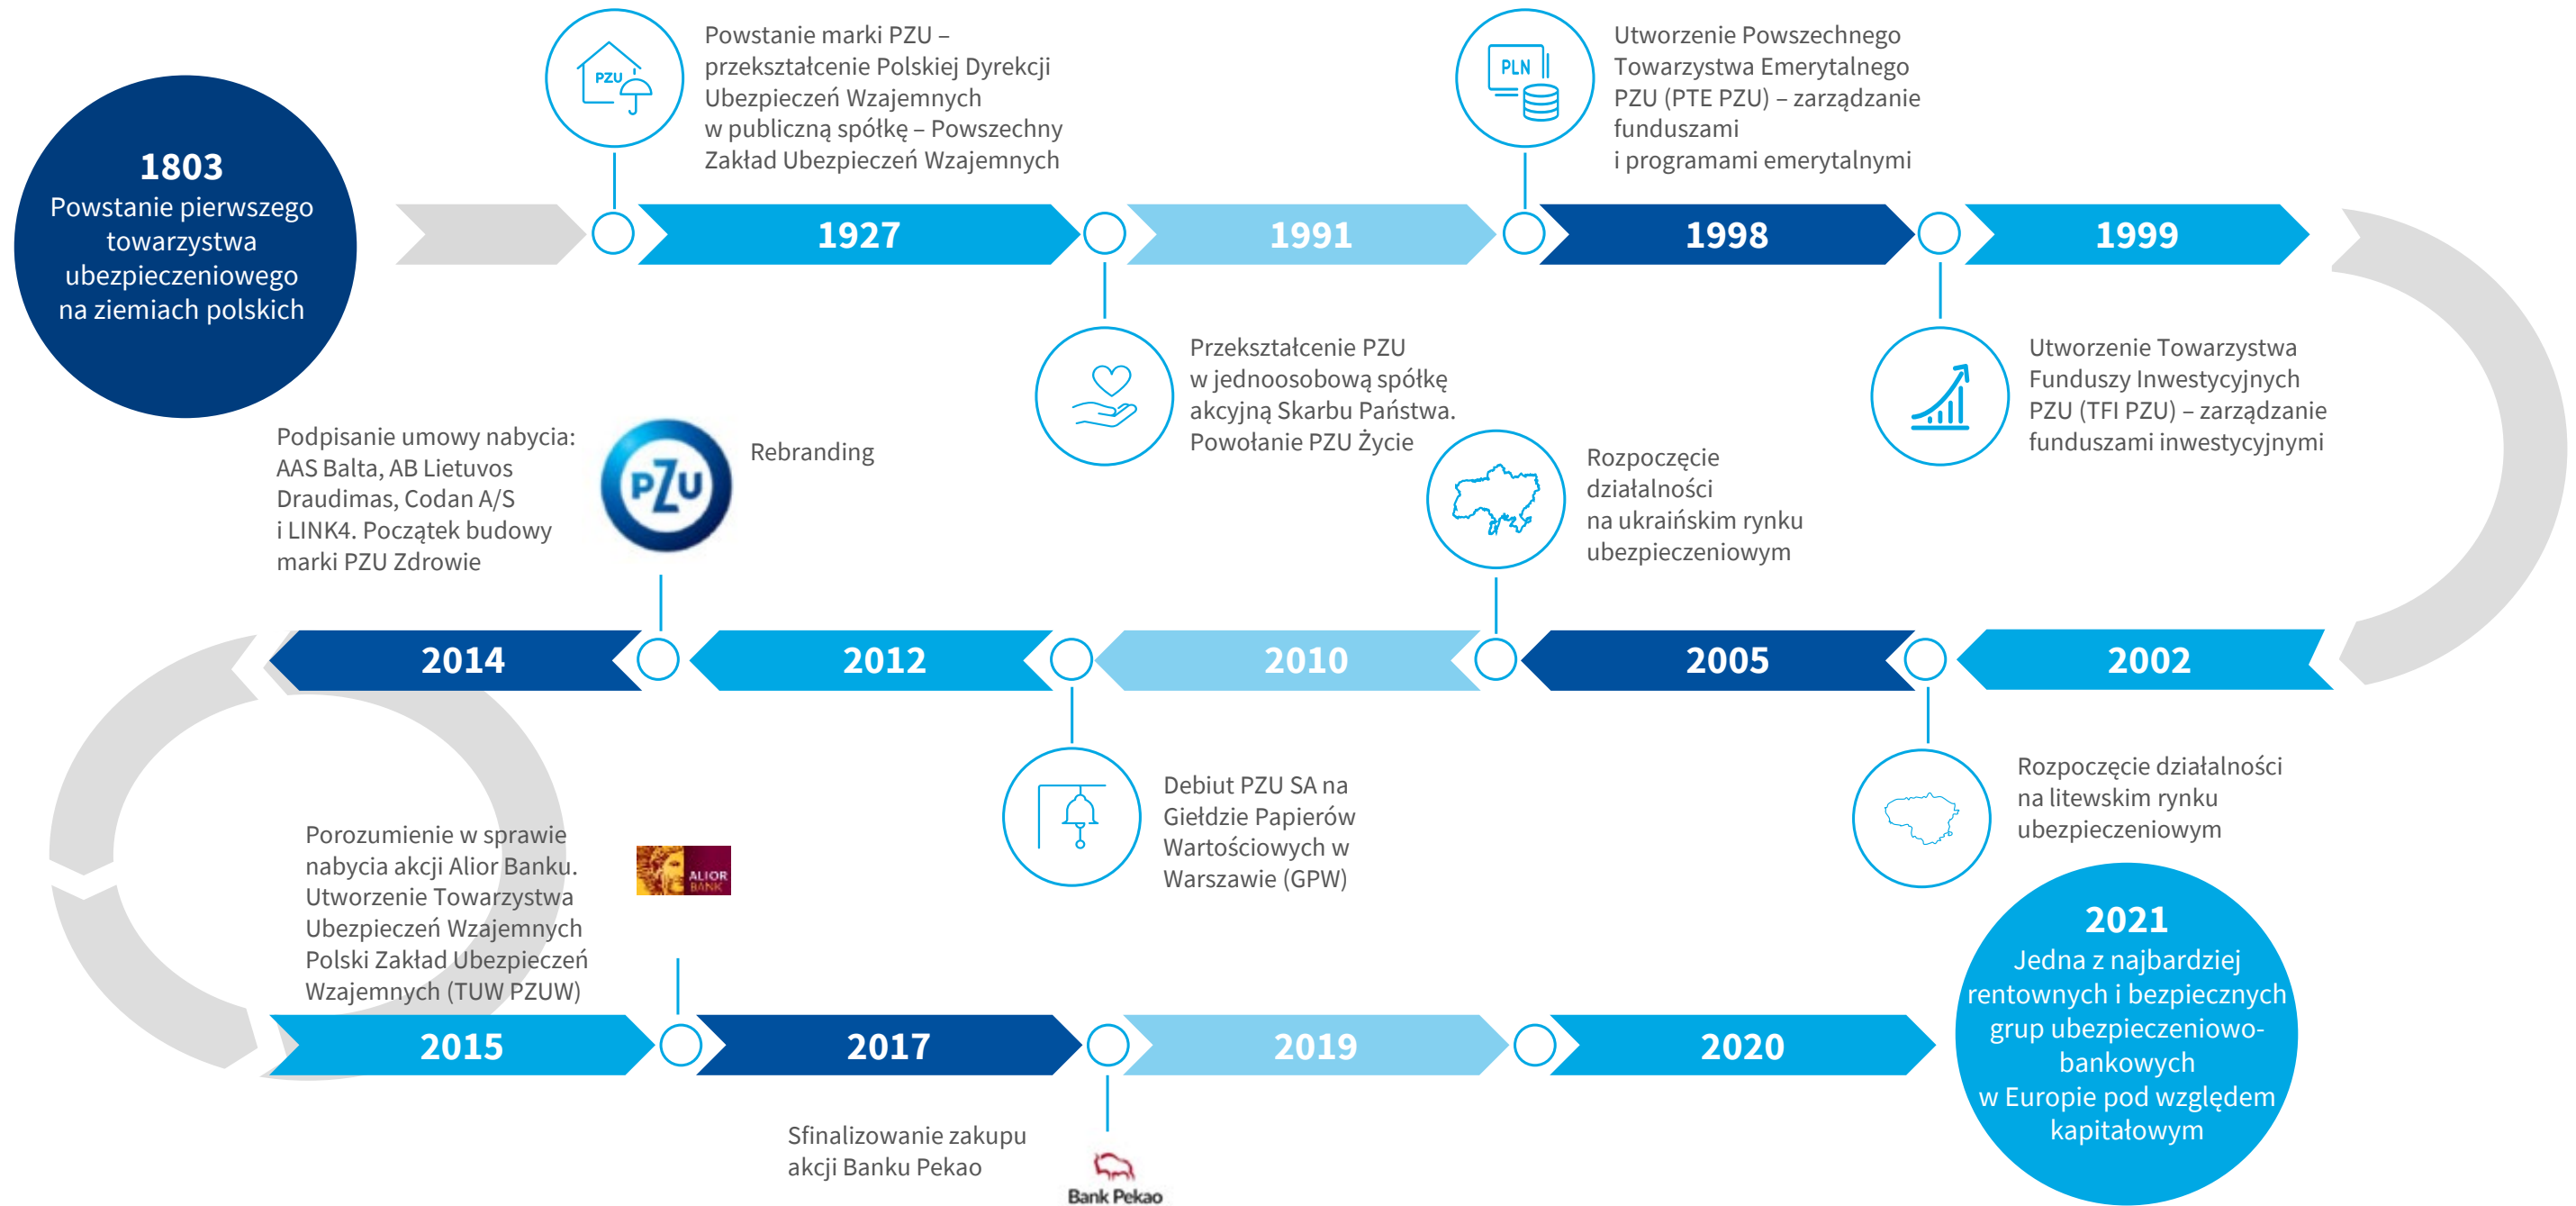 1803
Powstanie pierwszego
towarzystwa
ubezpieczeniowego
na ziemiach polskich
PZU
Powstanie marki PZU –
przekształcenie Polskiej Dyrekcji
Ubezpieczeń Wzajemnych
w publiczną spółkę – Powszechny
Zakład Ubezpieczeń Wzajemnych
1927
1991
Przekształcenie PZU
w jednoosobową spółkę
akcyjną Skarbu Państwa.
Powołanie PZU Życie
PLN
Utworzenie Powszechnego
Towarzystwa Emerytalnego
PZU (PTE PZU) – zarządzanie
funduszami
i programami emerytalnymi
1998
1999
Utworzenie Towarzystwa
Funduszy Inwestycyjnych
PZU (TFI PZU) – zarządzanie
funduszami inwestycyjnymi
2002
Rozpoczęcie działalności
na litewskim rynku
ubezpieczeniowym
2005
Rozpoczęcie
działalności
na ukraińskim rynku
ubezpieczeniowym
2010
Debiut PZU SA na
Giełdzie Papierów
Wartościowych w
Warszawie (GPW)
2012
PZU
Rebranding
2014
Podpisanie umowy nabycia:
AAS Balta, AB Lietuvos
Draudimas, Codan A/S
i LINK4. Początek budowy
marki PZU Zdrowie
2015
Porozumienie w sprawie
nabycia akcji Alior Banku.
Utworzenie Towarzystwa
Ubezpieczeń Wzajemnych
Polski Zakład Ubezpieczeń
Wzajemnych (TUW PZUW)
ALIOR
BANK
2017
Sfinalizowanie zakupu
akcji Banku Pekao
Bank Pekao
2019
2020
2021
Jedna z najbardziej
rentownych i bezpiecznych
grup ubezpieczeniowo-
bankowych
w Europie pod względem
kapitałowym